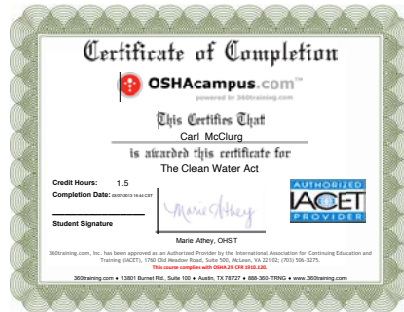 Certificate of Completion
OSHAcampus.com™
powered by 360training.com
This Certifies That
Carl McClurg
is awarded this certificate for
The Clean Water Act
Credit Hours: 1.5
Completion Date:
Marie Athey
AUTHORIZED
IACET
PROVIDER
Student Signature
Marie Athey, OHST
360training.com, Inc. has been approved as an Authorized Provider by the International Association for Continuing Education and
Training (IACET), 1760 Old Meadow Road, Suite 500, McLean, VA 22102; (703) 506-3275.
This course complies with OSHA 29 CFR 1910.120.
360training.com ♦ 13801 Burnet Rd., Suite 100 ♦ Austin, TX 78727 ♦ 888-360-TRNG ♦ www.360training.com